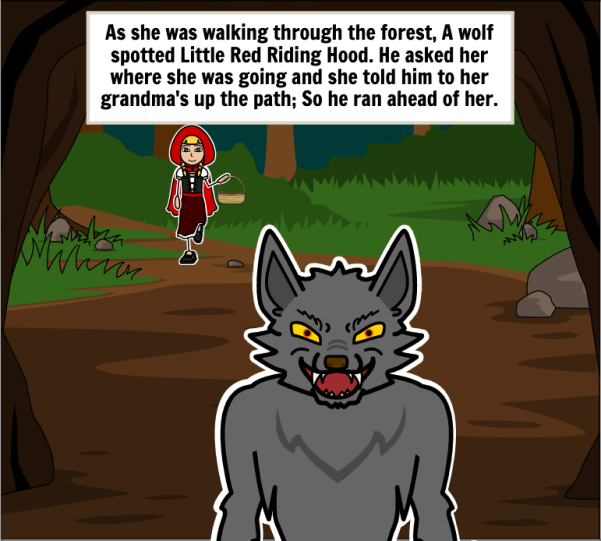 As she was walking through the forest, A wolf
spotted Little Red Riding Hood. He asked her
where she was going and she told him to her
grandma's up the path; So he ran ahead of her.